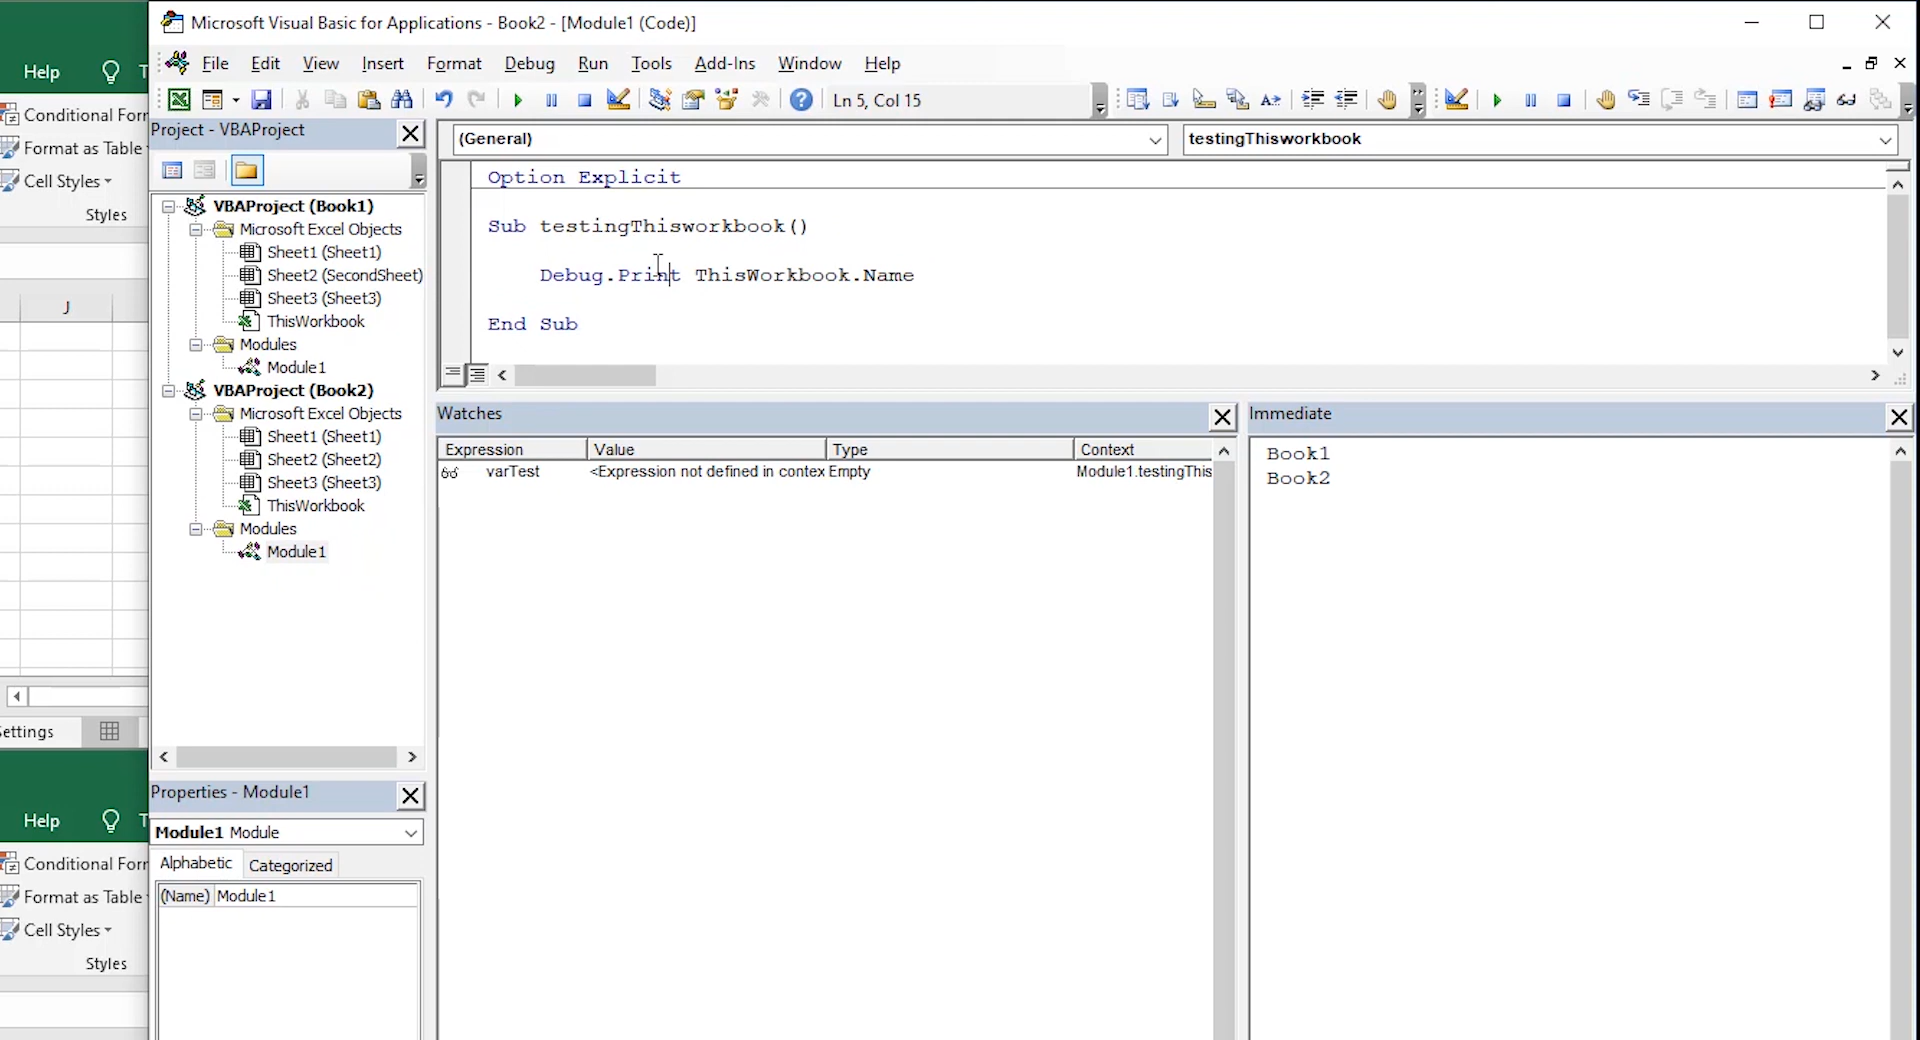 Microsoft Visual Basic for Applications - Book2 - [Module1 (Code)]
Help
File Edit View Insert Format Debug Run Tools Add-Ins Window Help
Ln 5, Col 15
Conditional Forr
Format as Table
Cell Styles
Styles
J
Settings
Project - VBAProject
VBAProject (Book1)
Microsoft Excel Objects
Sheet1 (Sheet1)
Sheet2 (SecondSheet)
Sheet3 (Sheet3)
ThisWorkbook
Modules
Module1
VBAProject (Book2)
Microsoft Excel Objects
Sheet1 (Sheet1)
Sheet2 (Sheet2)
Sheet3 (Sheet3)
ThisWorkbook
Modules
Module1
(General)
testingThisworkbook
Option Explicit
Sub testingThisworkbook()
Debug.Print ThisWorkbook.Name
End Sub
Watches
Expression Value Type Context
varTest <Expression not defined in contex Empty Module1.testingThis
Immediate
Book1
Book2
Properties - Module1
Module1 Module
Alphabetic Categorized
(Name) Module1
Help
Conditional Forr
Format as Table
Cell Styles
Styles